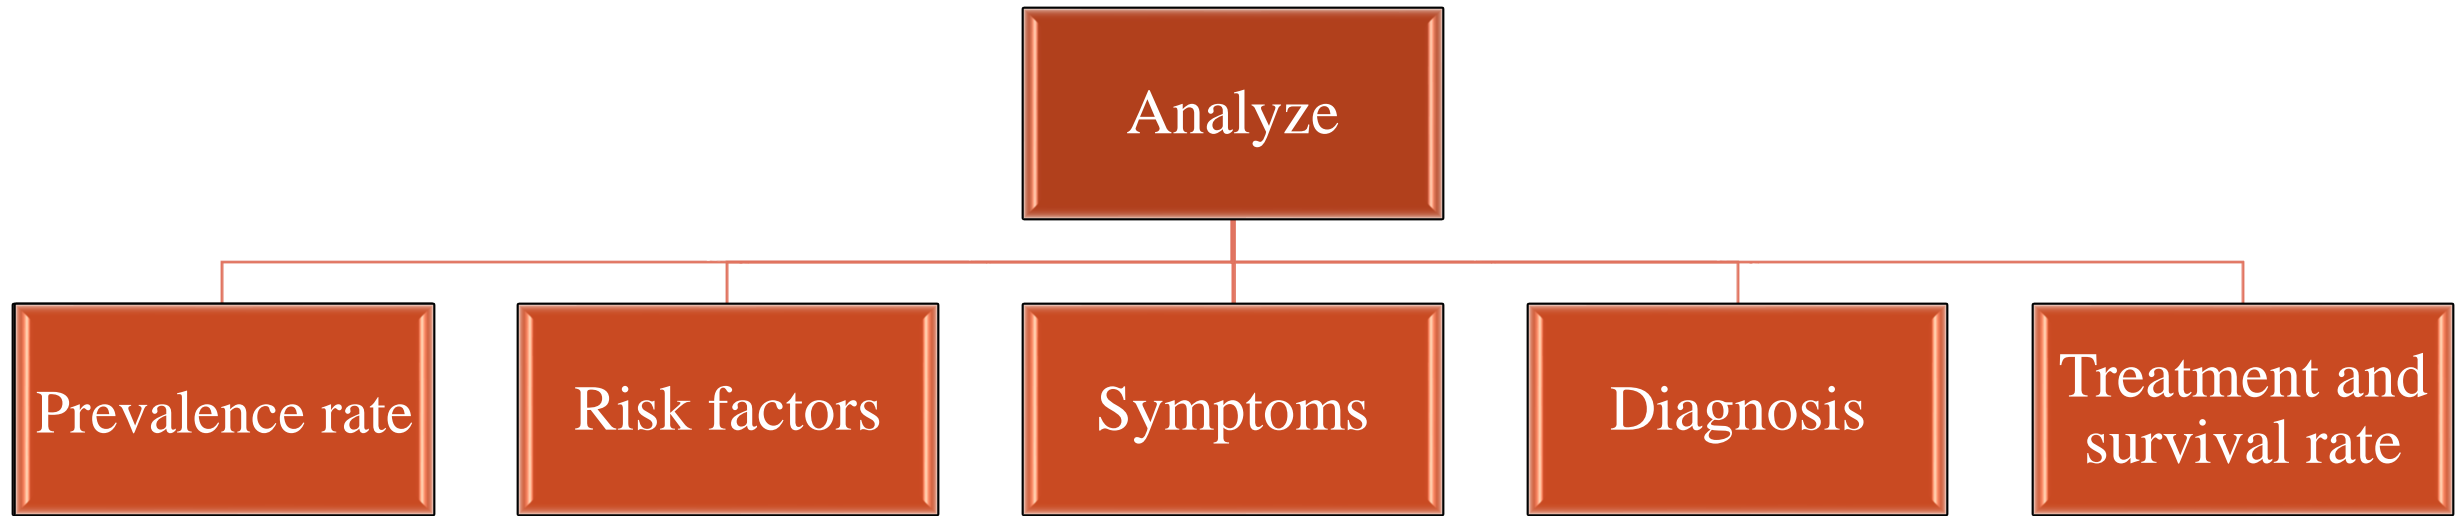 Analyze
Prevalence rate
Risk factors
Symptoms
Diagnosis
Treatment and
survival rate